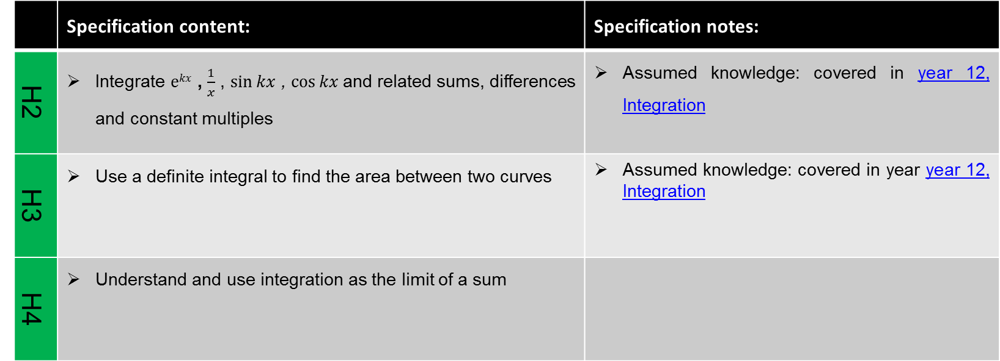 Specification content:
Specification notes:
H2
➢ Integrate e^{kx} , \frac{1}{x} , sin kx , cos kx and related sums, differences
and constant multiples
➢ Assumed knowledge: covered in year 12,
Integration
H3
➢ Use a definite integral to find the area between two curves
➢ Assumed knowledge: covered in year year 12,
Integration
H4
➢ Understand and use integration as the limit of a sum